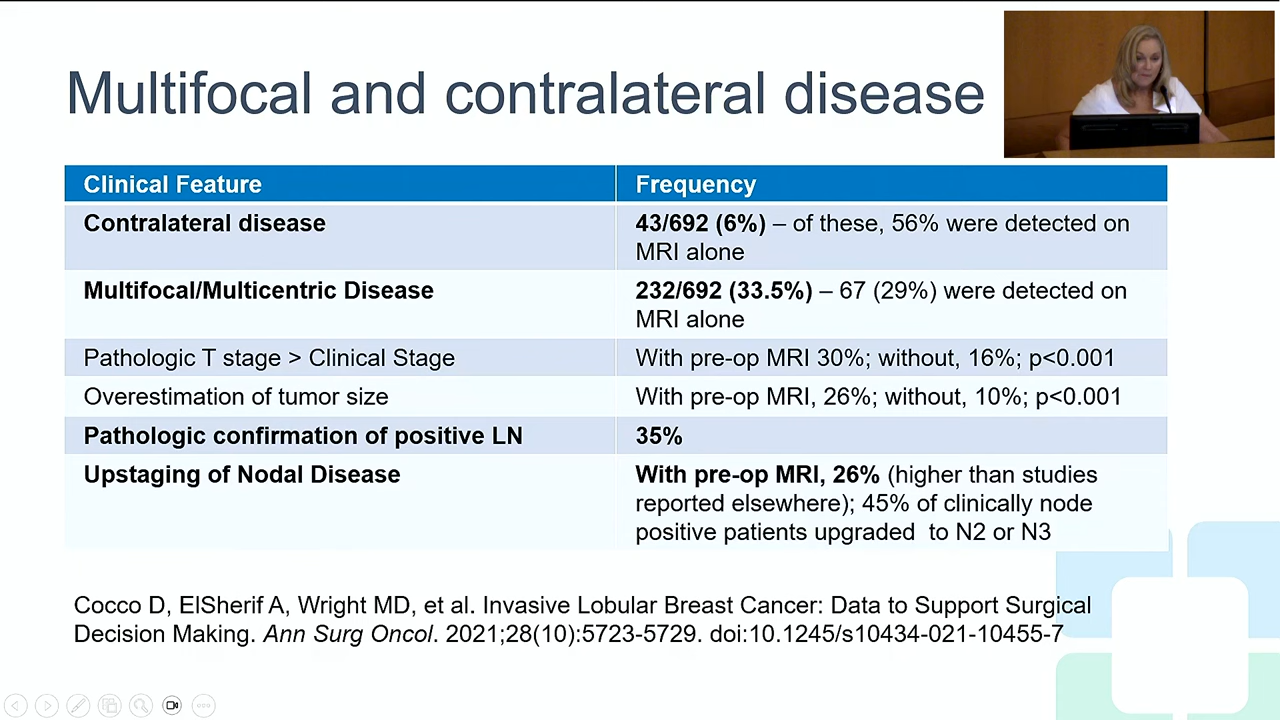 Multifocal and contralateral disease
Clinical Feature
Frequency
Contralateral disease
43/692 (6%) – of these, 56% were detected on
MRI alone
Multifocal/Multicentric Disease
232/692 (33.5%) – 67 (29%) were detected on
MRI alone
Pathologic T stage > Clinical Stage
With pre-op MRI 30%; without, 16%; p<0.001
Overestimation of tumor size
With pre-op MRI, 26%; without, 10%; p<0.001
Pathologic confirmation of positive LN
35%
Upstaging of Nodal Disease
With pre-op MRI, 26% (higher than studies
reported elsewhere); 45% of clinically node
positive patients upgraded  to N2 or N3
Cocco D, ElSherif A, Wright MD, et al. Invasive Lobular Breast Cancer: Data to Support Surgical
Decision Making. Ann Surg Oncol. 2021;28(10):5723-5729. doi:10.1245/s10434-021-10455-7